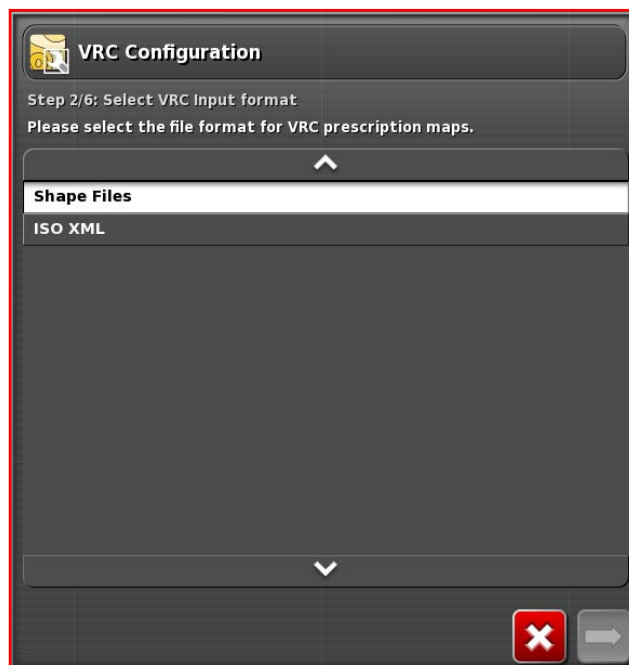 VRC Configuration
Step 2/6: Select VRC Input format
Please select the file format for VRC prescription maps.
Shape Files
ISO XML